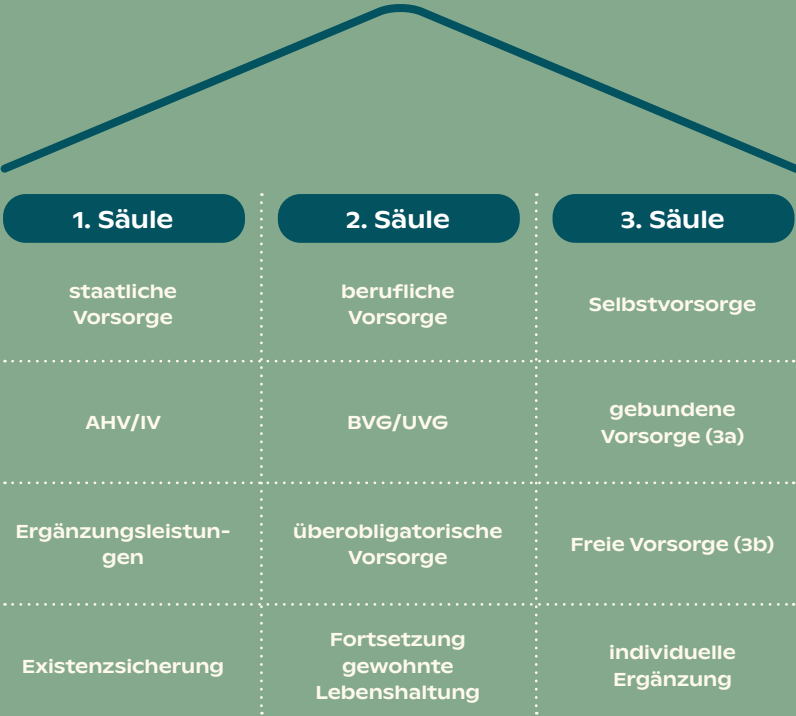 1. Säule
2. Säule
3. Säule
staatliche
Vorsorge
berufliche
Vorsorge
Selbstvorsorge
AHV/IV
BVG/UVG
gebundene
Vorsorge (3a)
Ergänzungsleistun-
gen
überobligatorische
Vorsorge
Freie Vorsorge (3b)
Existenzsicherung
Fortsetzung
gewohnte
Lebenshaltung
individuelle
Ergänzung